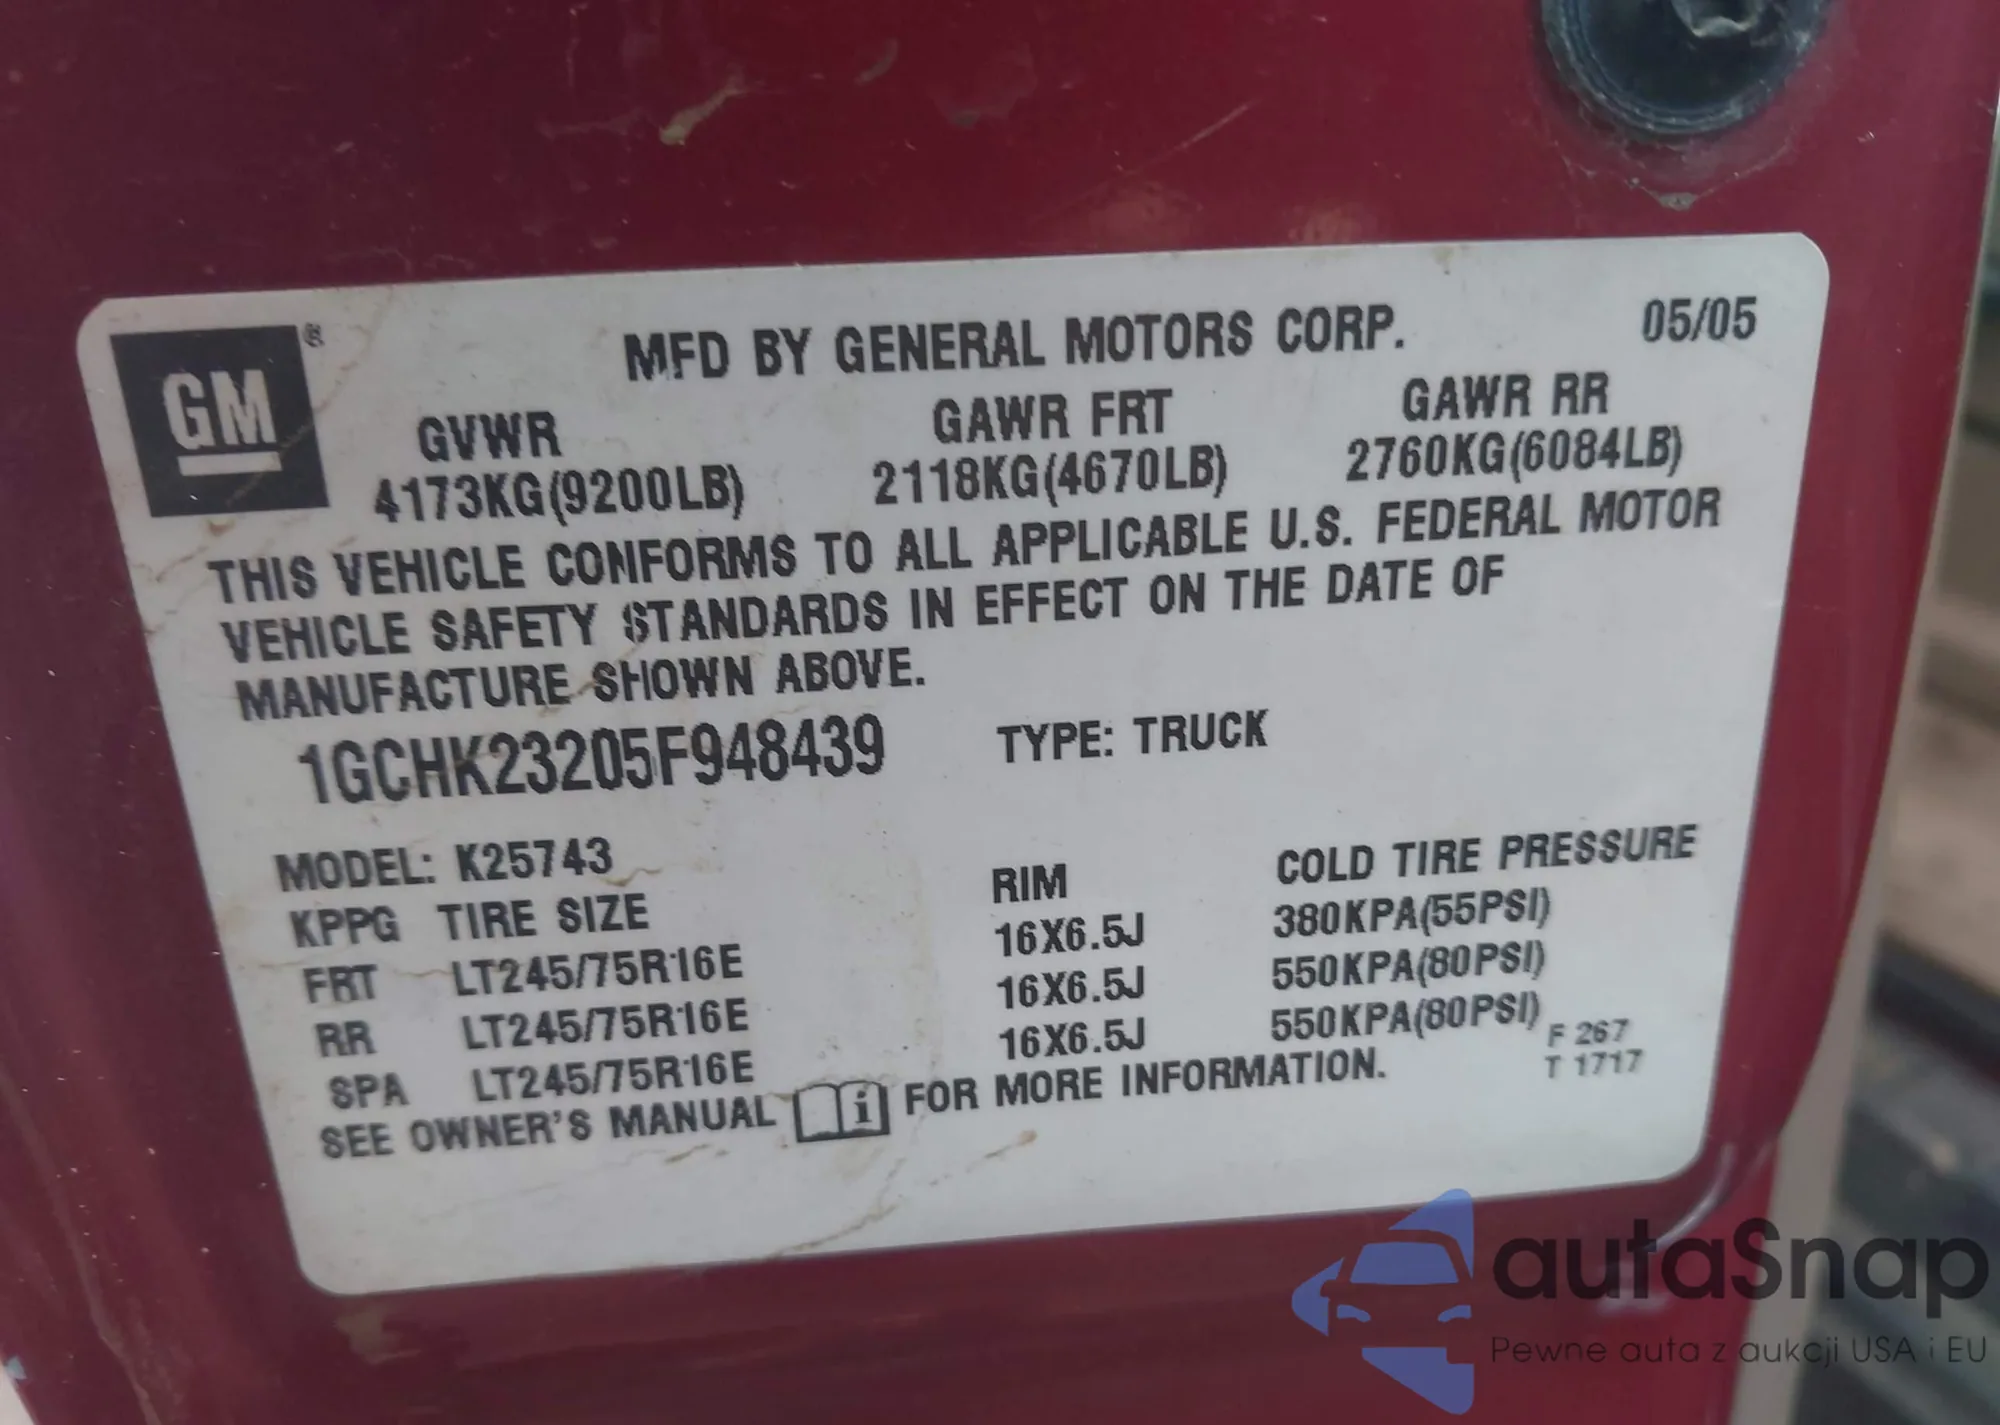 GM®
MFD BY GENERAL MOTORS CORP. 05/05
GVWR GAWR FRT GAWR RR
4173KG(9200LB) 2118KG(4670LB) 2760KG(6084LB)
THIS VEHICLE CONFORMS TO ALL APPLICABLE U.S. FEDERAL MOTOR
VEHICLE SAFETY STANDARDS IN EFFECT ON THE DATE OF
MANUFACTURE SHOWN ABOVE.
1GCHK23205F948439 TYPE: TRUCK
MODEL: K25743
KPPG TIRE SIZE RIM COLD TIRE PRESSURE
FRT LT245/75R16E 16X6.5J 380KPA(55PSI)
RR LT245/75R16E 16X6.5J 550KPA(80PSI)
SPA LT245/75R16E 16X6.5J 550KPA(80PSI)
SEE OWNER'S MANUAL i FOR MORE INFORMATION.
F 267
T 1717
autaSnap
Pewne auta z aukcji USA i EU